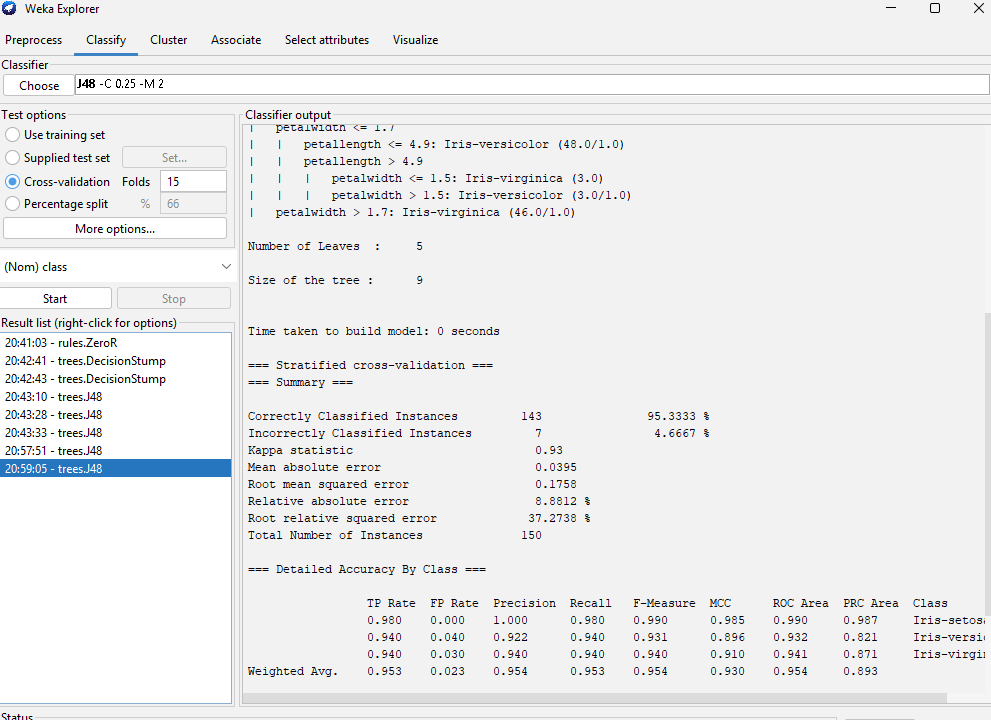 Weka Explorer
Preprocess Classify Cluster Associate Select attributes Visualize
Classifier
Choose J48 -C 0.25 -M 2
Test options
Use training set
Supplied test set Set...
Cross-validation Folds 15
Percentage split % 66
More options...
(Nom) class
Start Stop
Result list (right-click for options)
20:41:03 - rules.ZeroR
20:42:41 - trees.DecisionStump
20:42:43 - trees.DecisionStump
20:43:10 - trees.J48
20:43:28 - trees.J48
20:43:33 - trees.J48
20:57:51 - trees.J48
20:59:05 - trees.J48
Classifier output
| petalwidth <= 1.7
| | petallength <= 4.9: Iris-versicolor (48.0/1.0)
| | petallength > 4.9
| | | petalwidth <= 1.5: Iris-virginica (3.0)
| | | petalwidth > 1.5: Iris-versicolor (3.0/1.0)
| petalwidth > 1.7: Iris-virginica (46.0/1.0)
Number of Leaves : 5
Size of the tree : 9
Time taken to build model: 0 seconds
=== Stratified cross-validation ===
=== Summary ===
Correctly Classified Instances 143 95.3333 %
Incorrectly Classified Instances 7 4.6667 %
Kappa statistic 0.93
Mean absolute error 0.0395
Root mean squared error 0.1758
Relative absolute error 8.8812 %
Root relative squared error 37.2738 %
Total Number of Instances 150
=== Detailed Accuracy By Class ===
TP Rate FP Rate Precision Recall F-Measure MCC ROC Area PRC Area Class
0.980 0.000 1.000 0.980 0.990 0.985 0.990 0.987 Iris-setos
0.940 0.040 0.922 0.940 0.931 0.896 0.932 0.821 Iris-versi
0.940 0.030 0.940 0.940 0.940 0.910 0.941 0.871 Iris-virgi
Weighted Avg. 0.953 0.023 0.954 0.953 0.954 0.930 0.954 0.893
Status